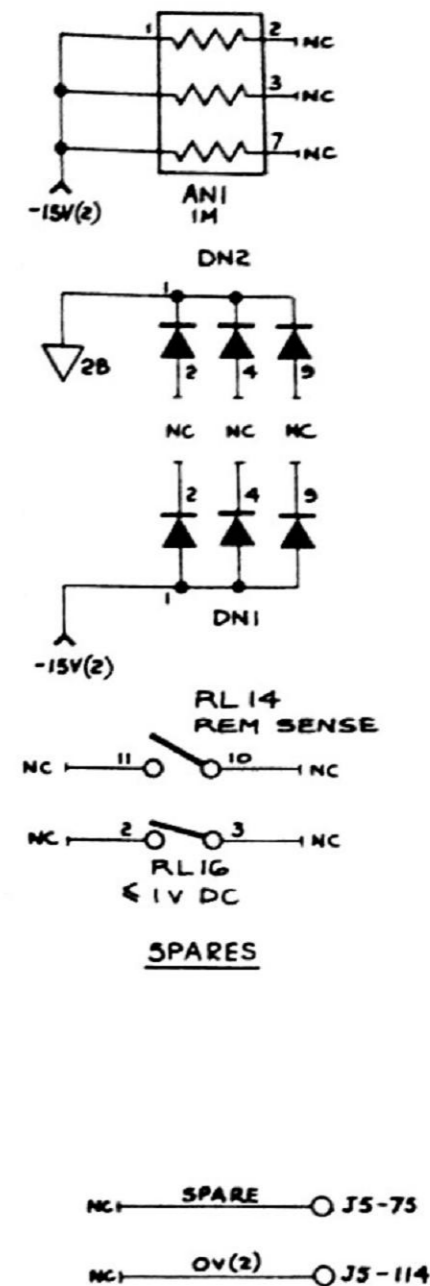 1 2 NC
3 NC
7 NC
-15V(2)
AN1
1M
DN2
1
2B
2 4 9
NC NC NC
2 4 9
1
DN1
-15V(2)
RL14
REM SENSE
NC 11 10 NC
NC 2 3 NC
RL16
≤ 1V DC
SPARES
NC SPARE J5-75
NC 0V(2) J5-114